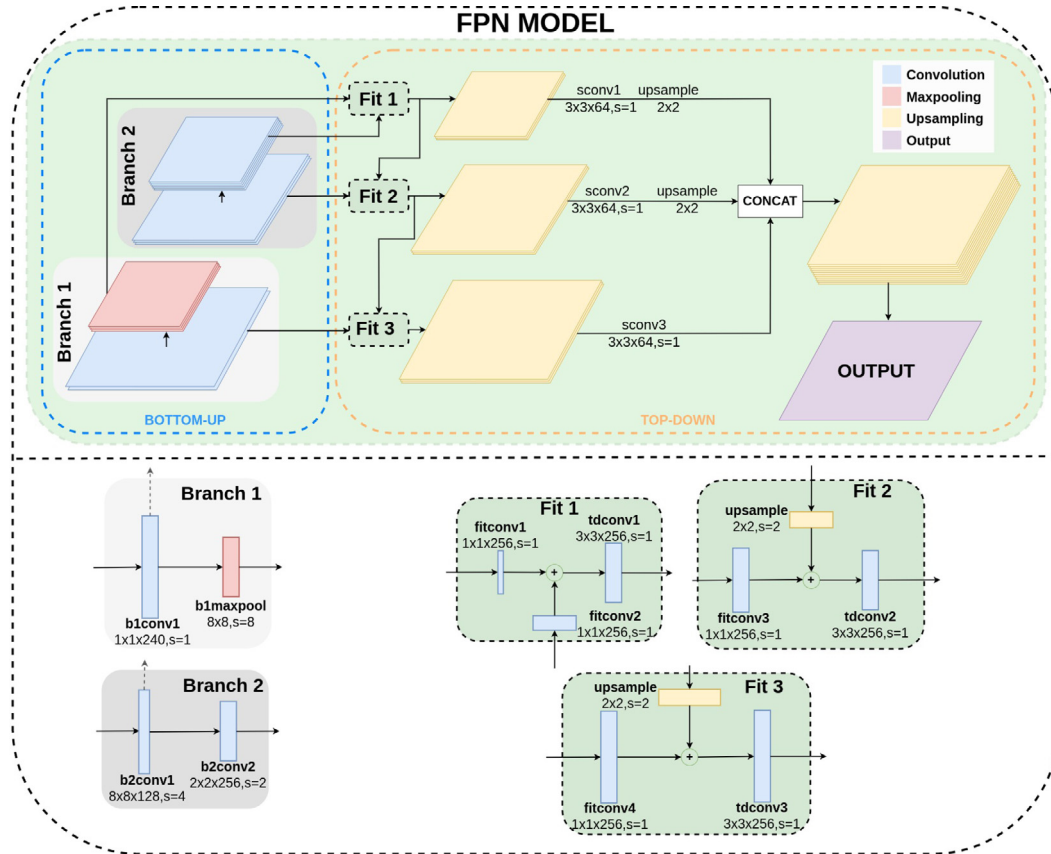 FPN MODEL
Convolution
Maxpooling
Upsampling
Output
Branch 2
Branch 1
Fit 1
Fit 2
Fit 3
sconv1 upsample
3x3x64,s=1 2x2
sconv2 upsample
3x3x64,s=1 2x2
sconv3
3x3x64,s=1
CONCAT
OUTPUT
BOTTOM-UP
TOP-DOWN
Branch 1
b1conv1
1x1x240,s=1
b1maxpool
8x8,s=8
Branch 2
b2conv1
8x8x128,s=4
b2conv2
2x2x256,s=2
Fit 1
fitconv1
1x1x256,s=1
tdconv1
3x3x256,s=1
fitconv2
1x1x256,s=1
Fit 2
upsample
2x2,s=2
+
fitconv3
1x1x256,s=1
tdconv2
3x3x256,s=1
Fit 3
upsample
2x2,s=2
+
fitconv4
1x1x256,s=1
tdconv3
3x3x256,s=1